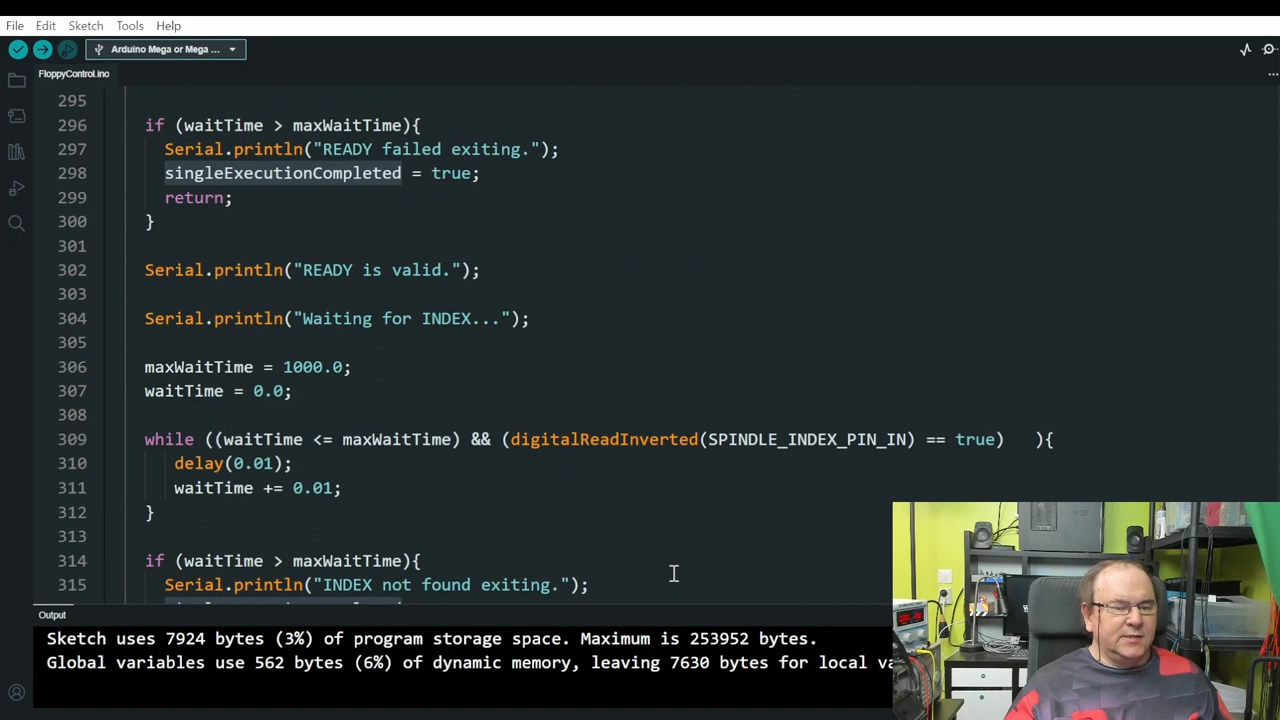 File Edit Sketch Tools Help
Arduino Mega or Mega ...
FloppyControl.ino
295
296 if (waitTime > maxWaitTime){
297 Serial.println("READY failed exiting.");
298 singleExecutionCompleted = true;
299 return;
300 }
301
302 Serial.println("READY is valid.");
303
304 Serial.println("Waiting for INDEX...");
305
306 maxWaitTime = 1000.0;
307 waitTime = 0.0;
308
309 while ((waitTime <= maxWaitTime) && (digitalReadInverted(SPINDLE_INDEX_PIN_IN) == true) ){
310 delay(0.01);
311 waitTime += 0.01;
312 }
313
314 if (waitTime > maxWaitTime){
315 Serial.println("INDEX not found exiting.");
Output
Sketch uses 7924 bytes (3%) of program storage space. Maximum is 253952 bytes.
Global variables use 562 bytes (6%) of dynamic memory, leaving 7630 bytes for local va